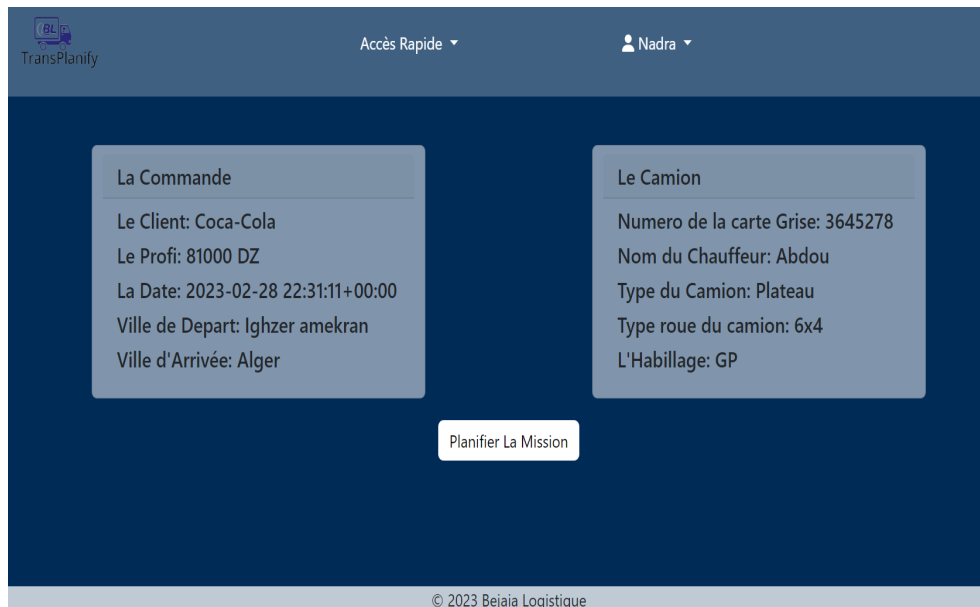 BL
TransPlanify
Accès Rapide
Nadra
La Commande
Le Client: Coca-Cola
Le Profi: 81000 DZ
La Date: 2023-02-28 22:31:11+00:00
Ville de Depart: Ighzer amekran
Ville d'Arrivée: Alger
Le Camion
Numero de la carte Grise: 3645278
Nom du Chauffeur: Abdou
Type du Camion: Plateau
Type roue du camion: 6x4
L'Habillage: GP
Planifier La Mission
© 2023 Bejaia Logistique